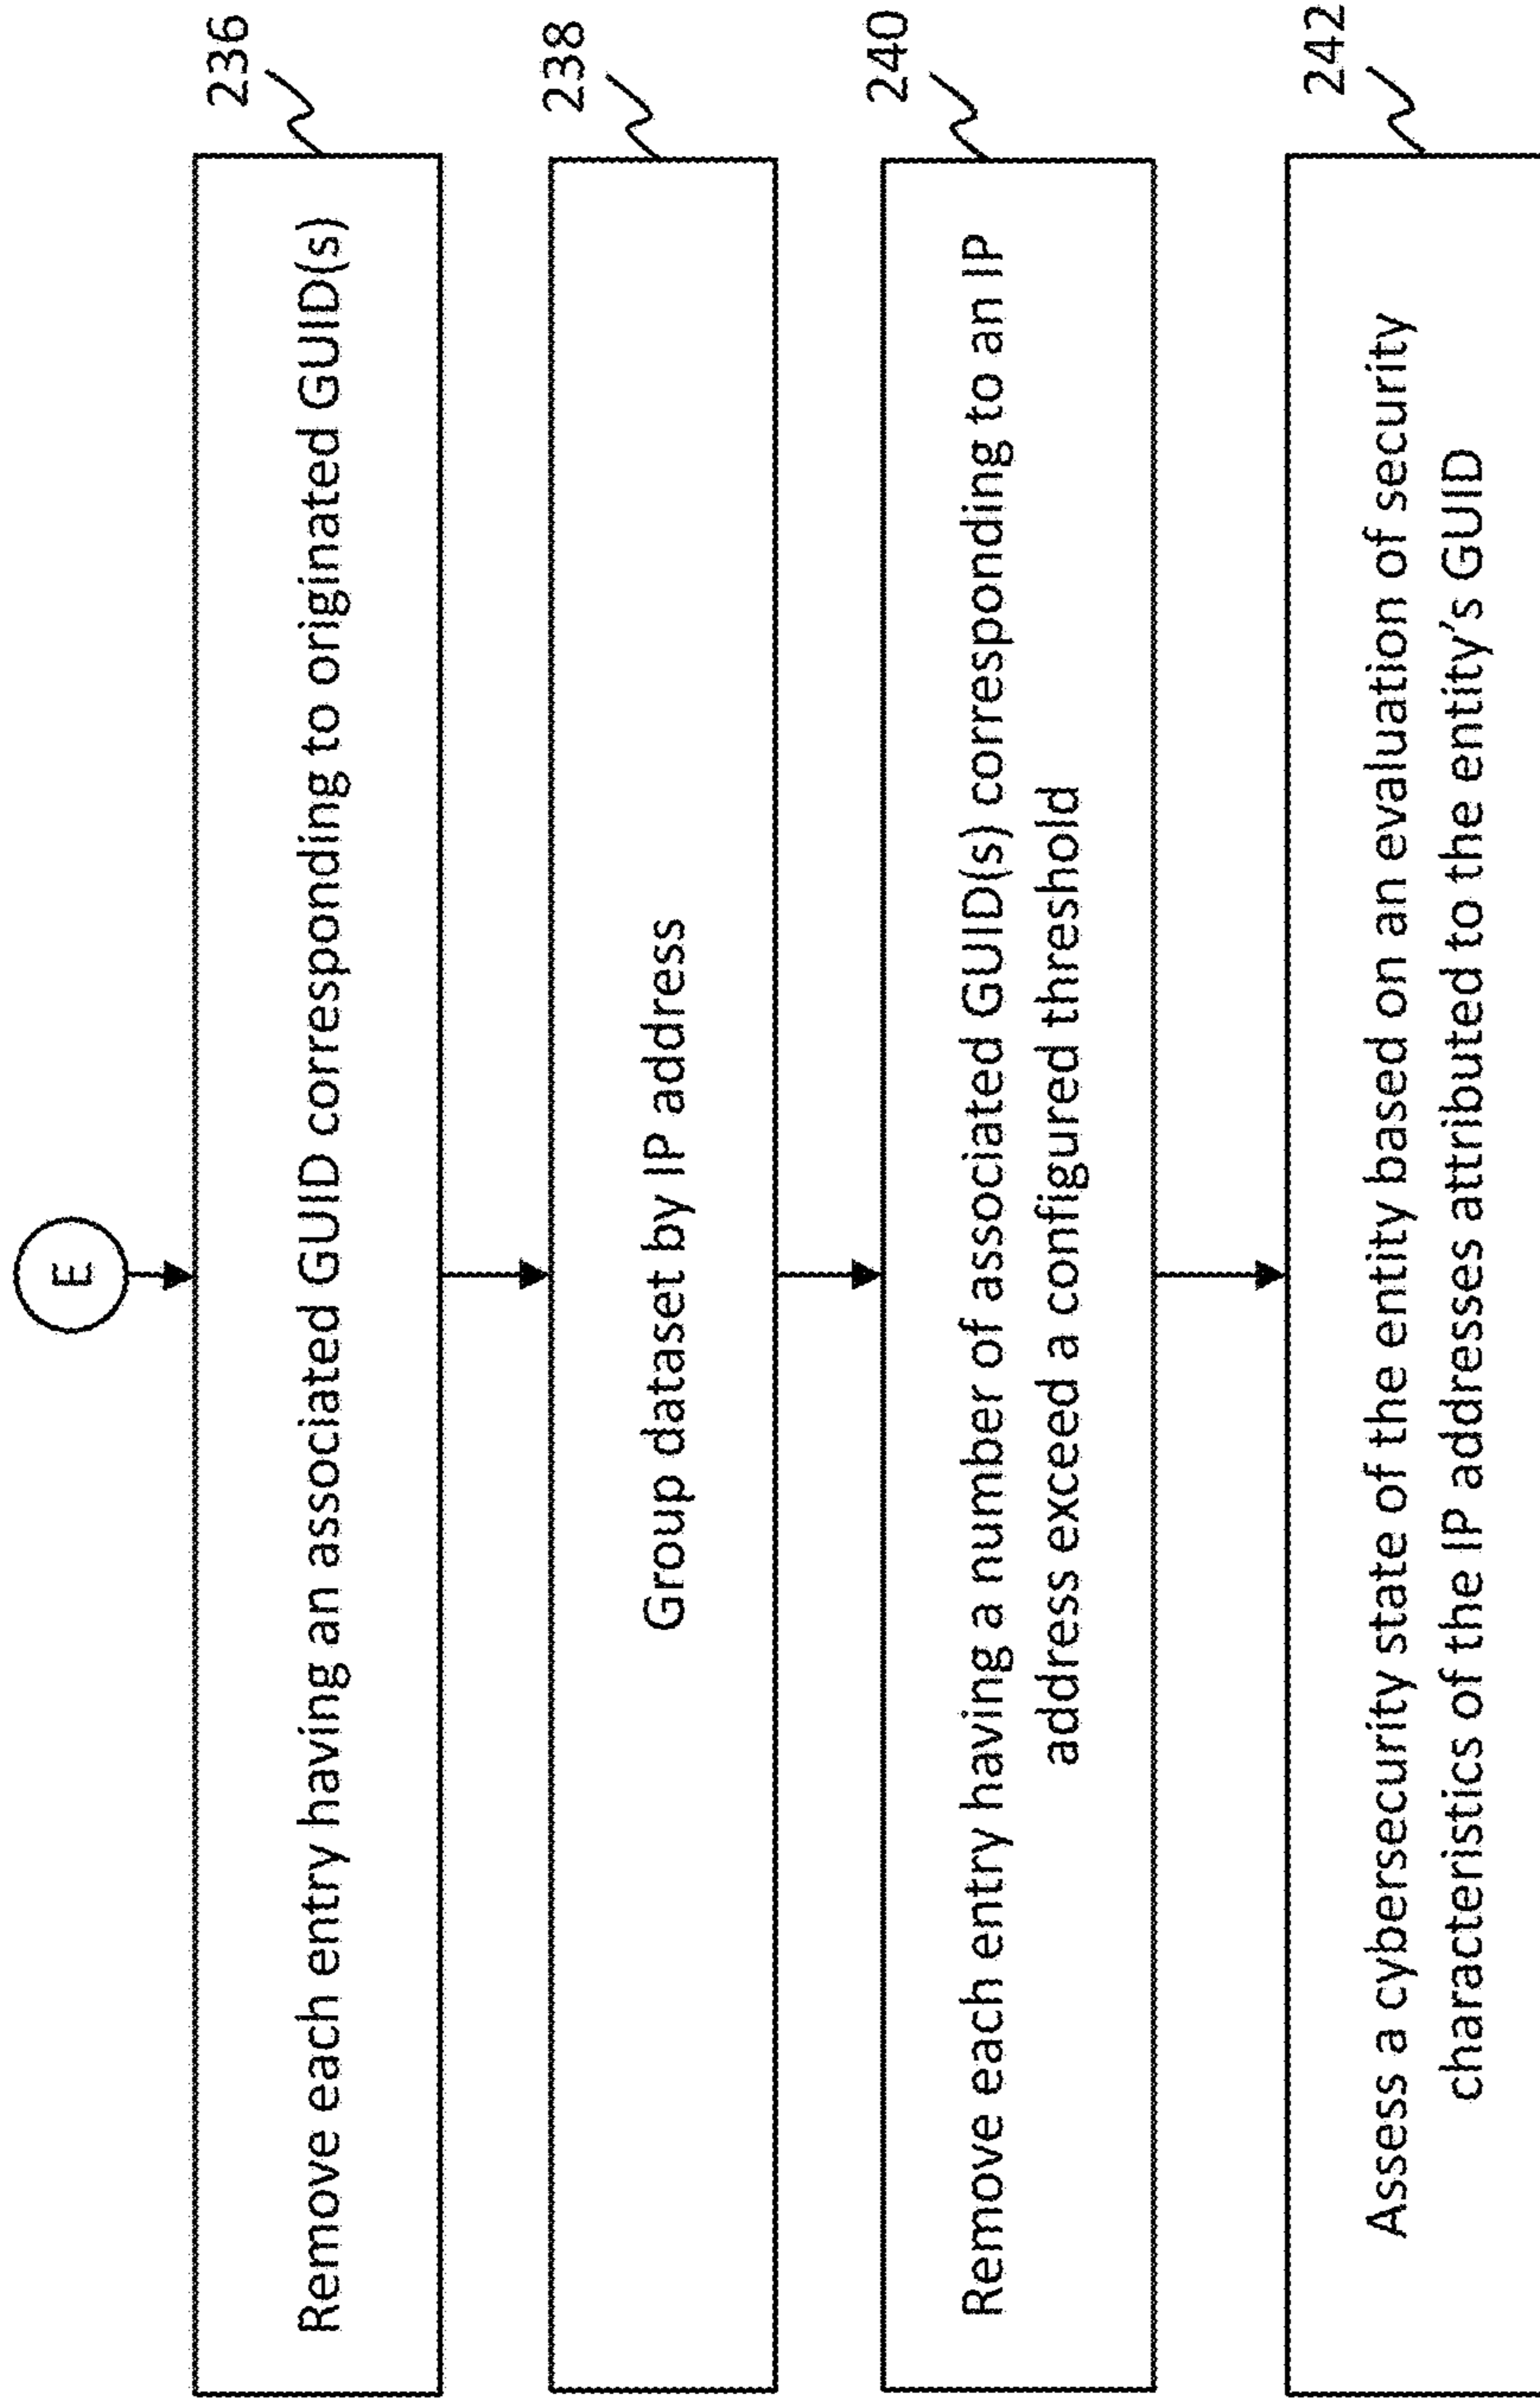 E
236
Remove each entry having an associated GUID corresponding to originated GUID(s)
238
Group dataset by IP address
240
Remove each entry having a number of associated GUID(s) corresponding to an IP
address exceed a configured threshold
242
Assess a cybersecurity state of the entity based on an evaluation of security
characteristics of the IP addresses attributed to the entity's GUID